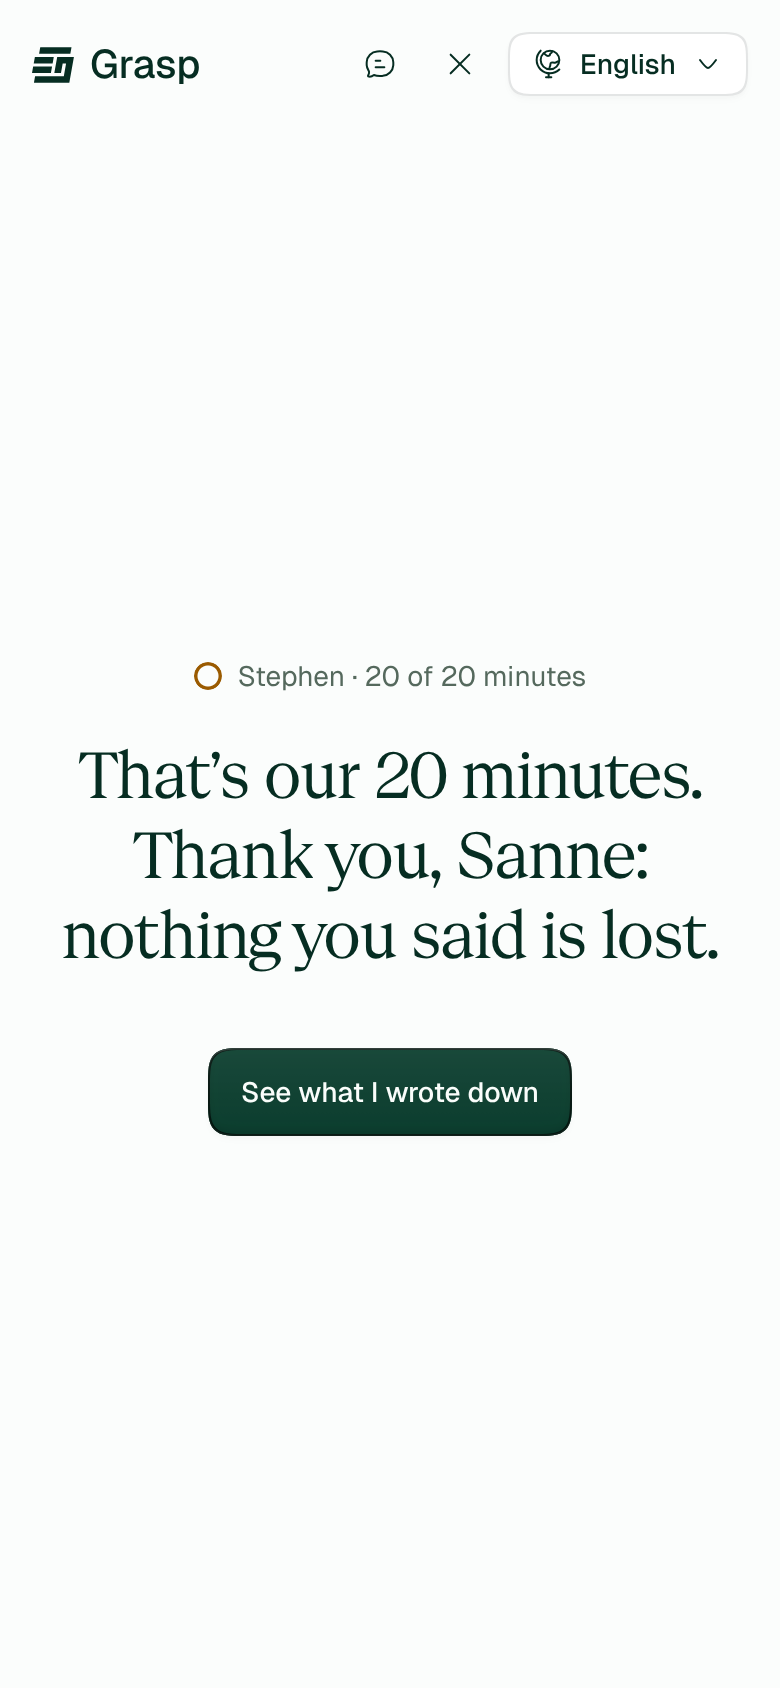 Grasp
English
Stephen · 20 of 20 minutes
That’s our 20 minutes.
Thank you, Sanne:
nothing you said is lost.
See what I wrote down